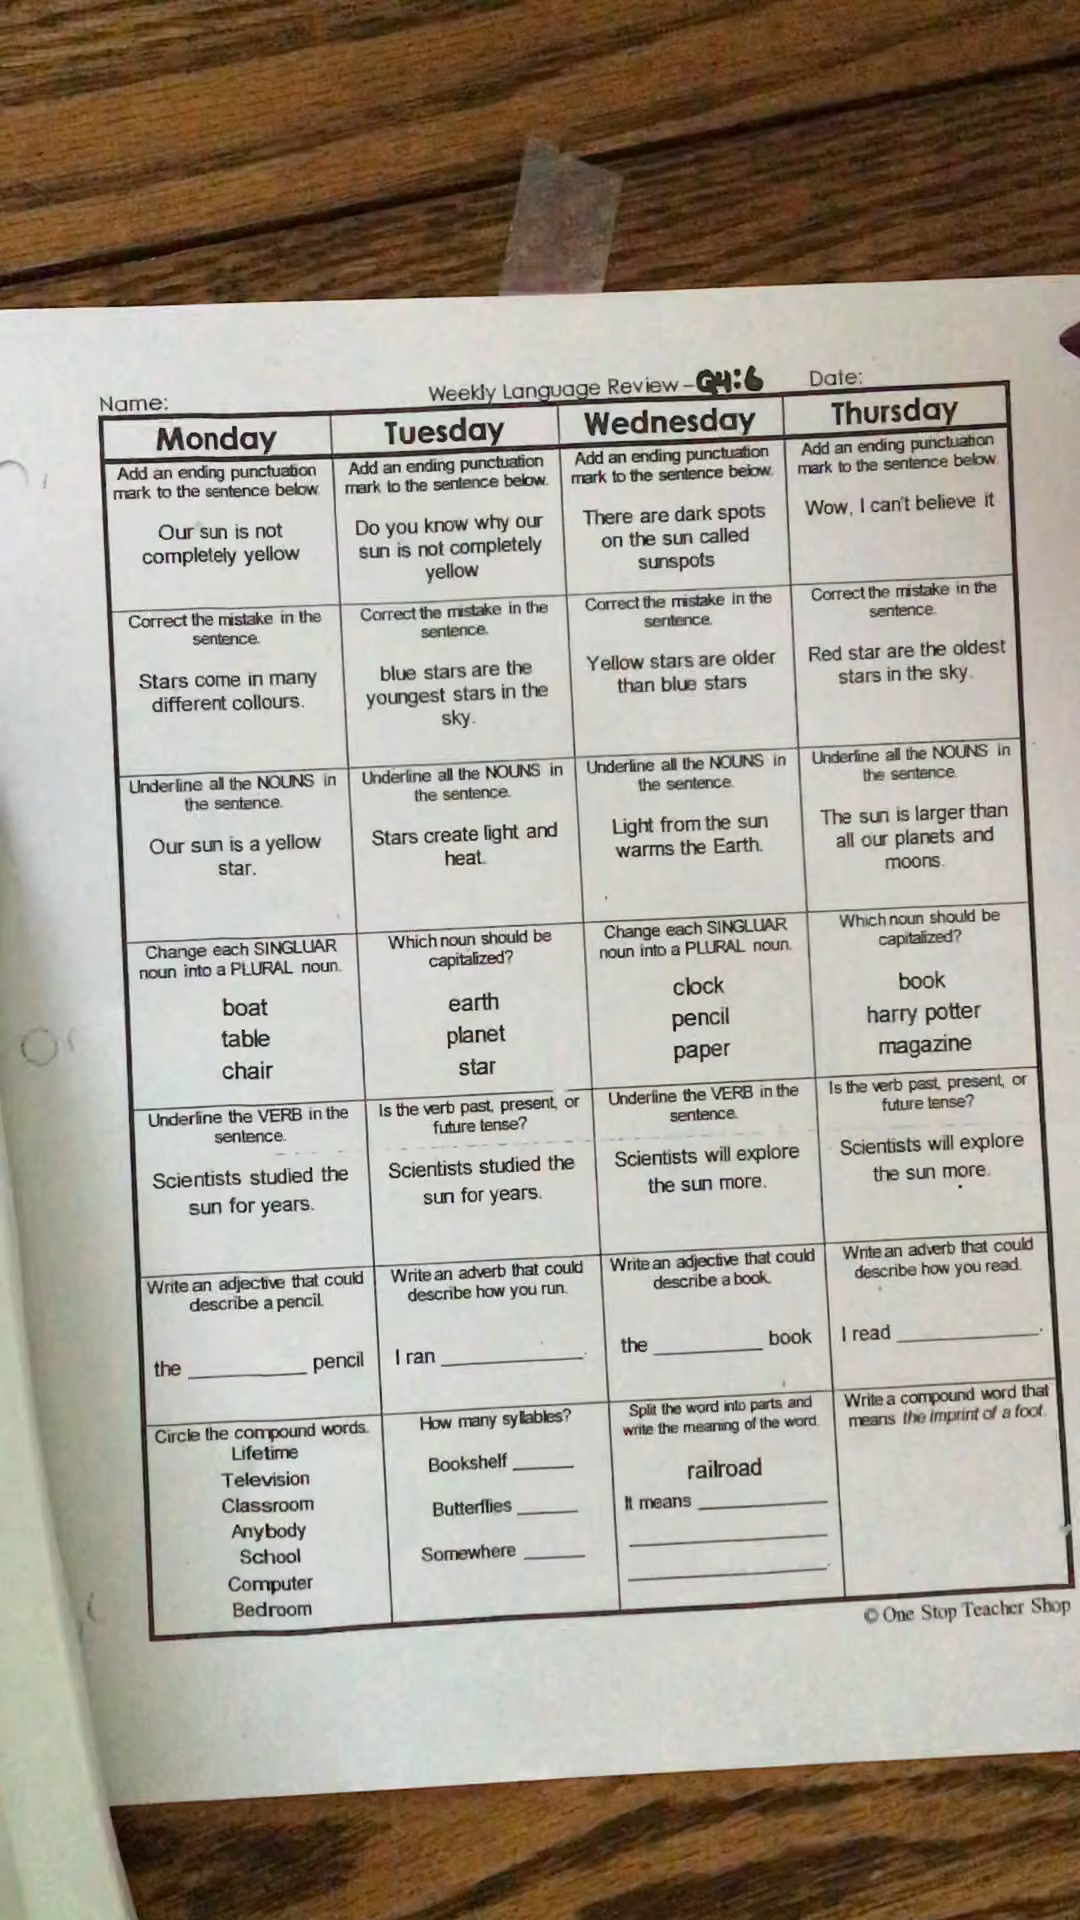 Name:
Weekly Language Review – Q4:6
Date:
Monday
Tuesday
Wednesday
Thursday
Add an ending punctuation
mark to the sentence below.
Our sun is not
completely yellow
Add an ending punctuation
mark to the sentence below.
Do you know why our
sun is not completely
yellow
Add an ending punctuation
mark to the sentence below.
There are dark spots
on the sun called
sunspots
Add an ending punctuation
mark to the sentence below.
Wow, I can't believe it
Correct the mistake in the
sentence.
Stars come in many
different collours.
Correct the mistake in the
sentence.
blue stars are the
youngest stars in the
sky.
Correct the mistake in the
sentence.
Yellow stars are older
than blue stars
Correct the mistake in the
sentence.
Red star are the oldest
stars in the sky.
Underline all the NOUNS in
the sentence.
Our sun is a yellow
star.
Underline all the NOUNS in
the sentence.
Stars create light and
heat.
Underline all the NOUNS in
the sentence.
Light from the sun
warms the Earth.
Underline all the NOUNS in
the sentence.
The sun is larger than
all our planets and
moons.
Change each SINGLUAR
noun into a PLURAL noun.
boat
table
chair
Which noun should be
capitalized?
earth
planet
star
Change each SINGLUAR
noun into a PLURAL noun.
clock
pencil
paper
Which noun should be
capitalized?
book
harry potter
magazine
Underline the VERB in the
sentence.
Scientists studied the
sun for years.
Is the verb past, present, or
future tense?
Scientists studied the
sun for years.
Underline the VERB in the
sentence.
Scientists will explore
the sun more.
Is the verb past, present, or
future tense?
Scientists will explore
the sun more.
Write an adjective that could
describe a pencil.
the __________ pencil
Write an adverb that could
describe how you run.
I ran ____________.
Write an adjective that could
describe a book.
the _________ book
Write an adverb that could
describe how you read.
I read ____________.
Circle the compound words.
Lifetime
Television
Classroom
Anybody
School
Computer
Bedroom
How many syllables?
Bookshelf _____
Butterflies _____
Somewhere _____
Split the word into parts and
write the meaning of the word.
railroad
It means ___________
Write a compound word that
means the imprint of a foot.
© One Stop Teacher Shop